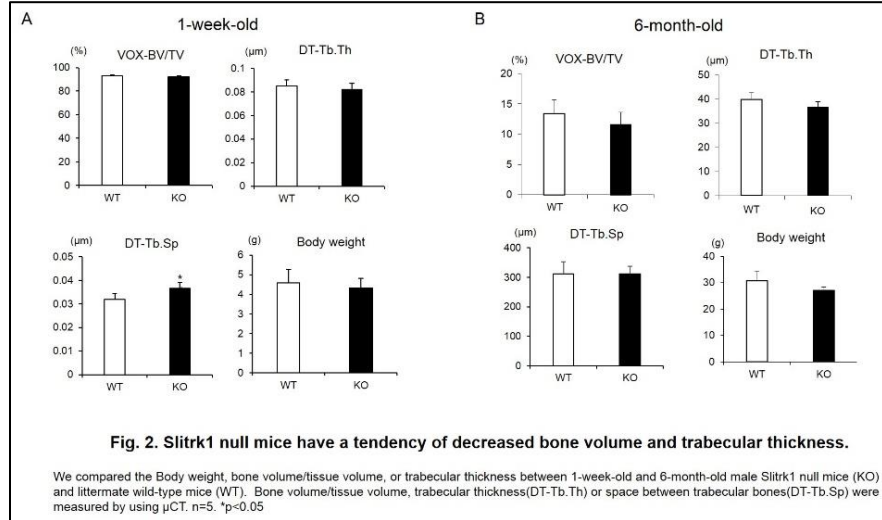 A
1-week-old
(%)
VOX-BV/TV
100
80
60
40
20
0
WT
KO
(μm)
DT-Tb.Th
0.1
0.08
0.06
0.04
0.02
0
WT
KO
(μm)
DT-Tb.Sp
0.05
0.04
0.03
0.02
0.01
0
*
WT
KO
(g)
Body weight
6
5
4
3
2
1
0
WT
KO
B
6-month-old
(%)
VOX-BV/TV
20
15
10
5
0
WT
KO
(μm)
DT-Tb.Th
50
40
30
20
10
0
WT
KO
(μm)
DT-Tb.Sp
400
300
200
100
0
WT
KO
(g)
Body weight
40
30
20
10
0
WT
KO
Fig. 2. Slitrk1 null mice have a tendency of decreased bone volume and trabecular thickness.
We compared the Body weight, bone volume/tissue volume, or trabecular thickness between 1-week-old and 6-month-old male Slitrk1 null mice (KO)
and littermate wild-type mice (WT). Bone volume/tissue volume, trabecular thickness(DT-Tb.Th) or space between trabecular bones(DT-Tb.Sp) were
measured by using μCT. n=5. *p<0.05